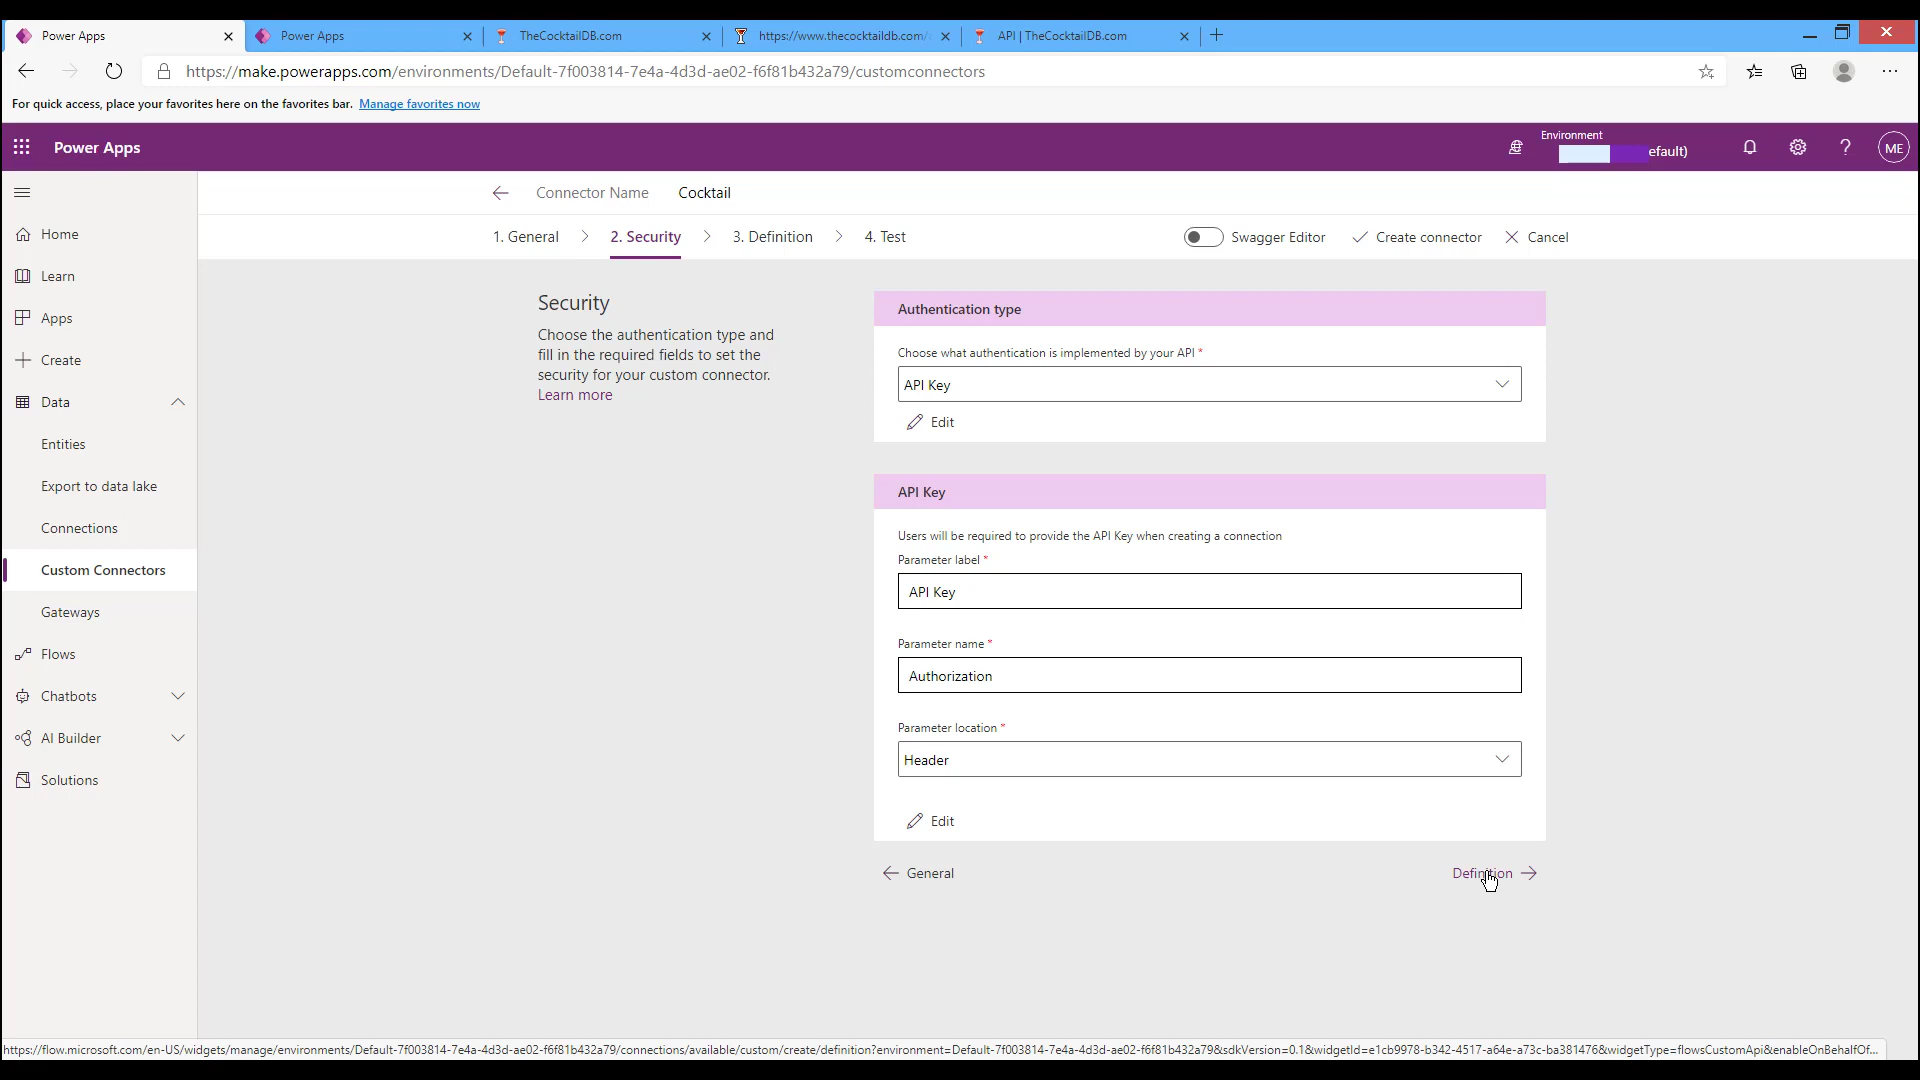 Power Apps
Power Apps
TheCocktailDB.com
https://www.thecocktaildb.com/
API | TheCocktailDB.com
https://make.powerapps.com/environments/Default-7f003814-7e4a-4d3d-ae02-f6f81b432a79/customconnectors
For quick access, place your favorites here on the favorites bar. Manage favorites now
Power Apps
Environment
efault)
ME
Connector Name Cocktail
1. General
2. Security
3. Definition
4. Test
Swagger Editor
Create connector
Cancel
Home
Learn
Apps
Create
Data
Entities
Export to data lake
Connections
Custom Connectors
Gateways
Flows
Chatbots
AI Builder
Solutions
Security
Choose the authentication type and
fill in the required fields to set the
security for your custom connector.
Learn more
Authentication type
Choose what authentication is implemented by your API *
API Key
Edit
API Key
Users will be required to provide the API Key when creating a connection
Parameter label *
API Key
Parameter name *
Authorization
Parameter location *
Header
Edit
General
Definition
https://flow.microsoft.com/en-US/widgets/manage/environments/Default-7f003814-7e4a-4d3d-ae02-f6f81b432a79/connections/available/custom/create/definition?environment=Default-7f003814-7e4a-4d3d-ae02-f6f81b432a79&sdkVersion=0.1&widgetId=e1cb9978-b342-4517-a64e-a73c-ba381476&widgetType=flowsCustomApi&enableOnBehalfOf...